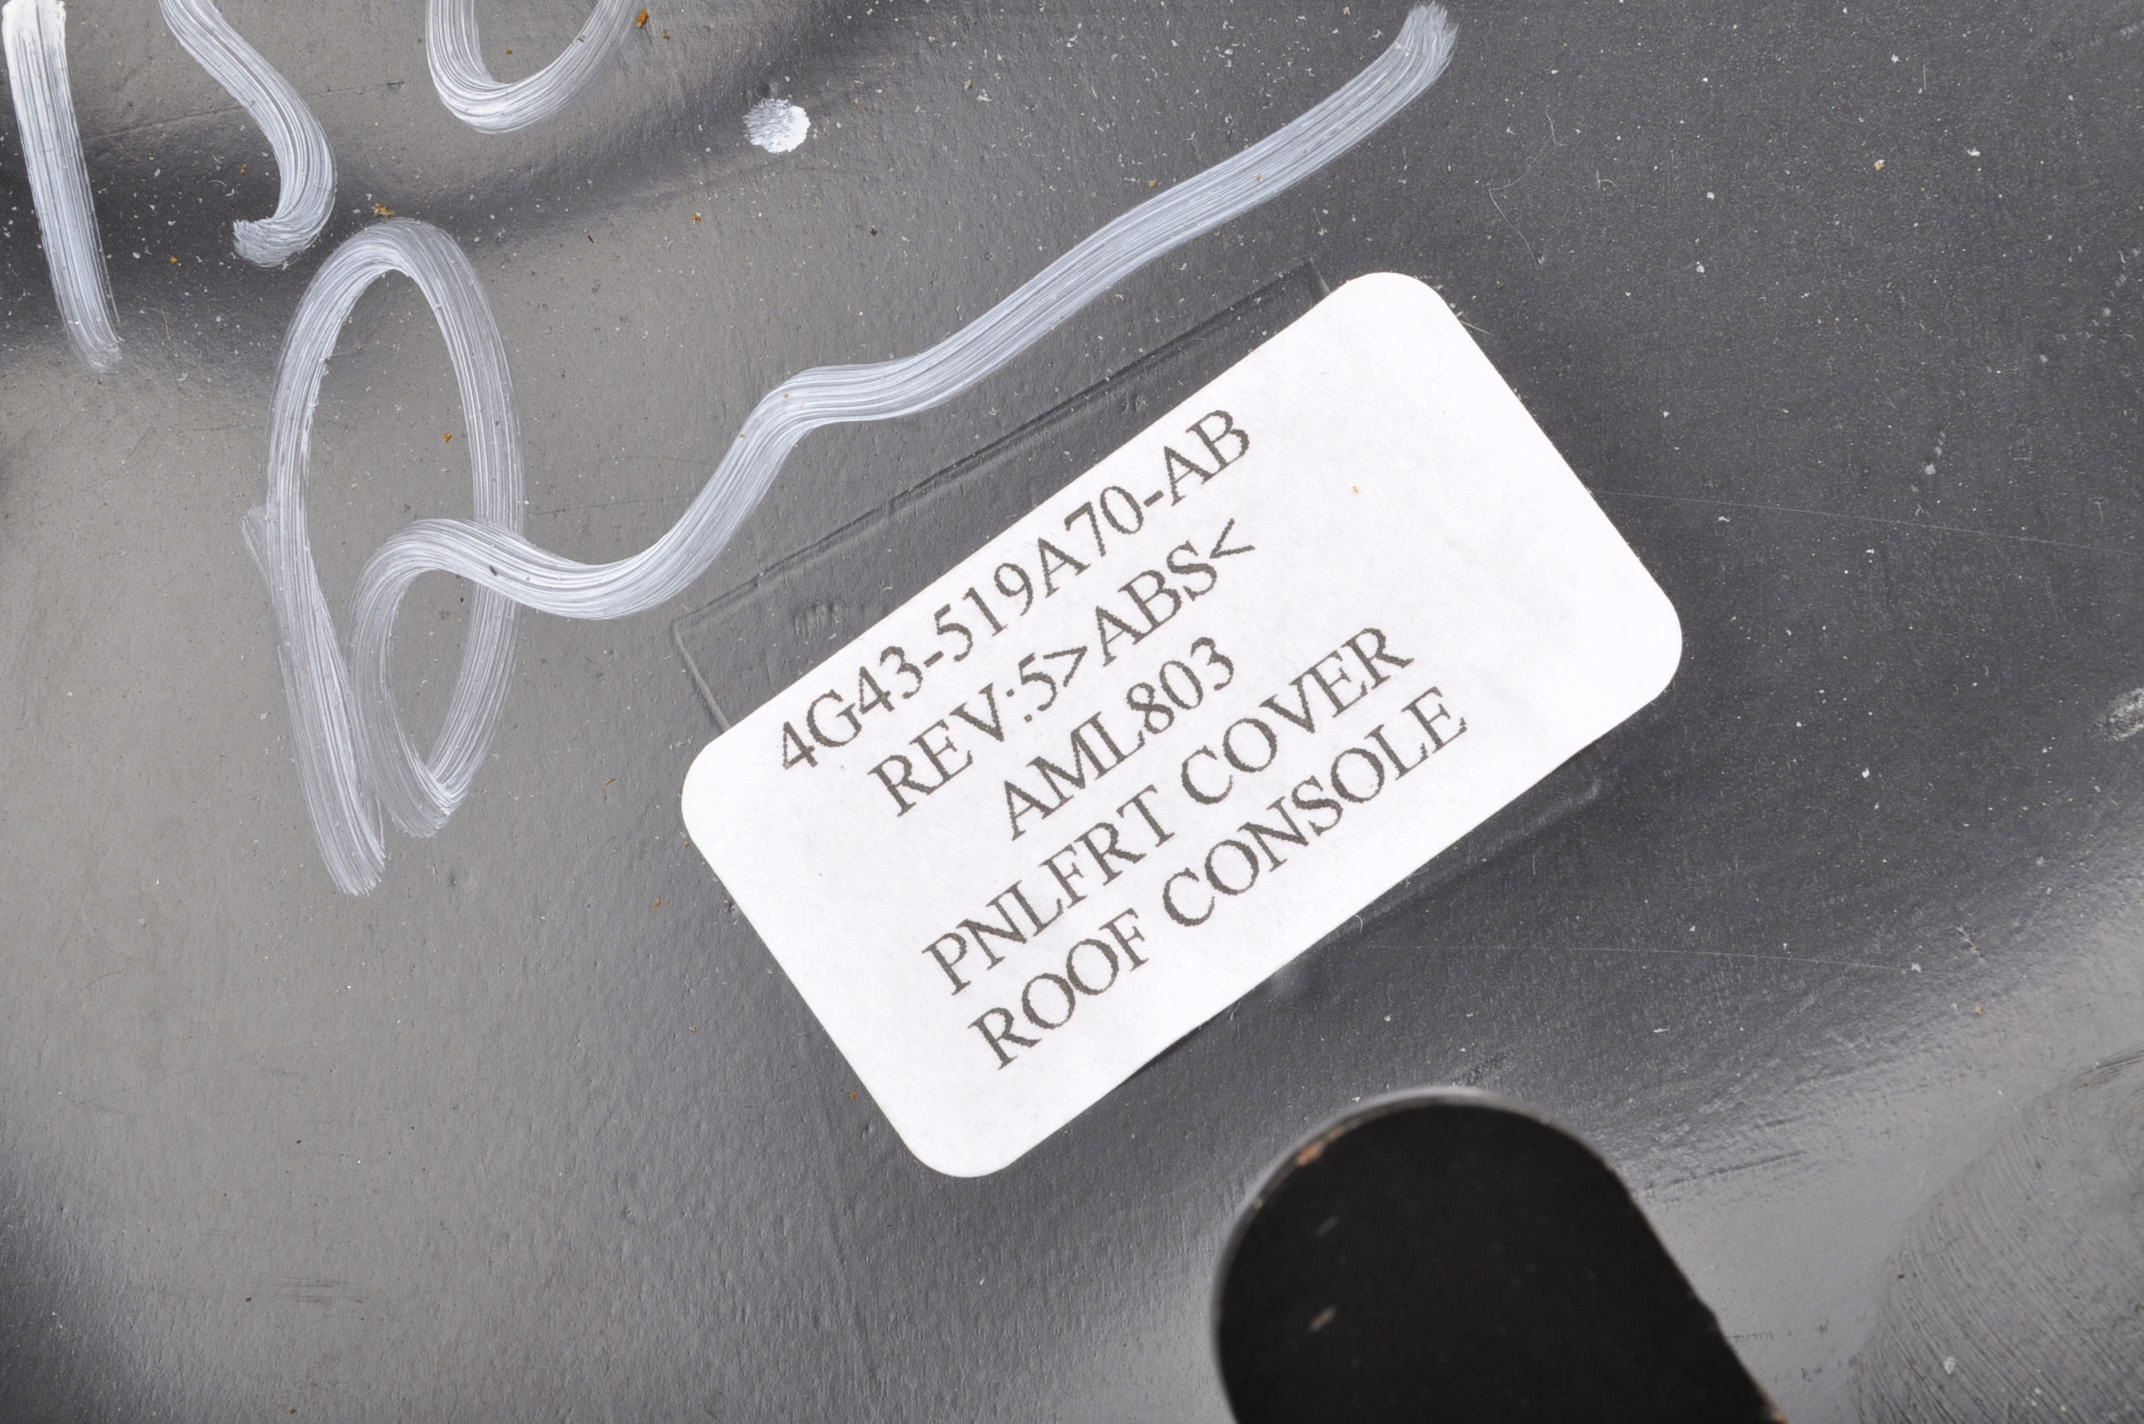 4G43-519A70-AB
REV:5>ABS<
AML803
PNLFRT COVER
ROOF CONSOLE